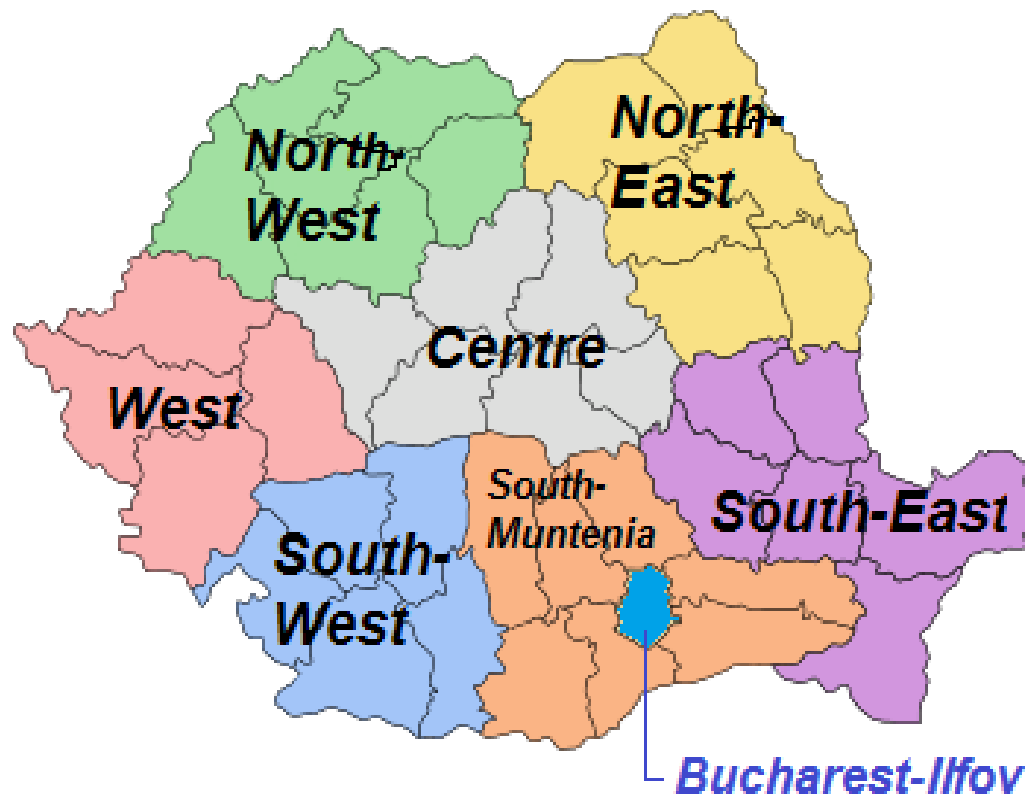 North-
West
North-
East
Centre
West
South-
Muntenia
South-East
South-
West
Bucharest-Ilfov